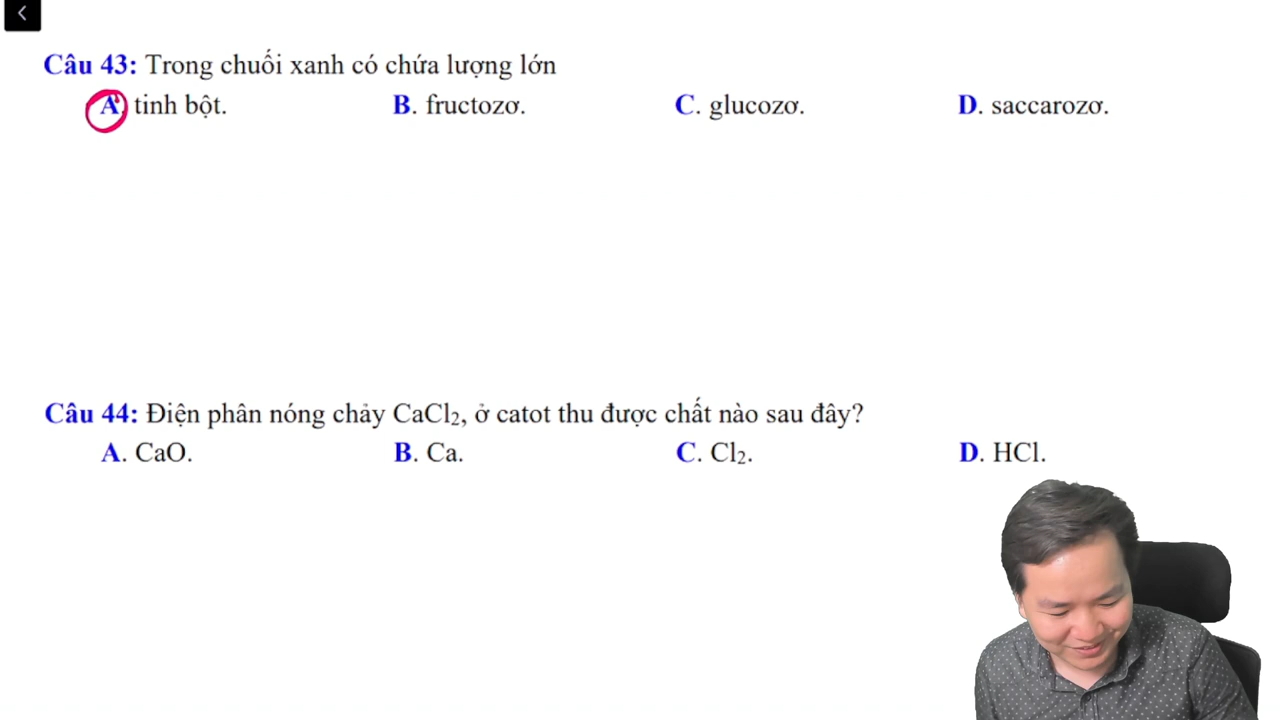 Câu 43: Trong chuối xanh có chứa lượng lớn
A. tinh bột. B. fructozơ. C. glucozơ. D. saccarozơ.
Câu 44: Điện phân nóng chảy CaCl₂, ở catot thu được chất nào sau đây?
A. CaO. B. Ca. C. Cl₂. D. HCl.